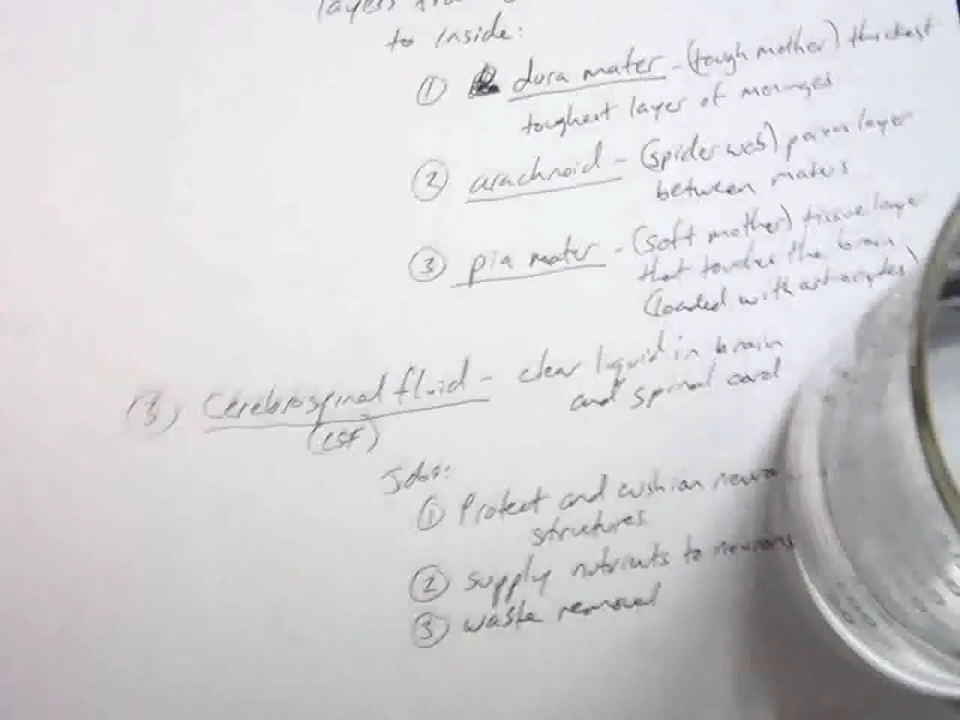 layers
to Inside:
① dura mater - (tough mother) thickest
toughest layer of meninges
② arachnoid - (spider web) layer
between maters
③ pia mater - (soft mother) tissue layer
that touches the brain
(loaded with astrocytes)
13) Cerebrospinal fluid - clear liquid in brain
and spinal cord
(CSF)
Jobs:
① Protect and cushion
structures
② supply nutrients to neurons
③ waste removal